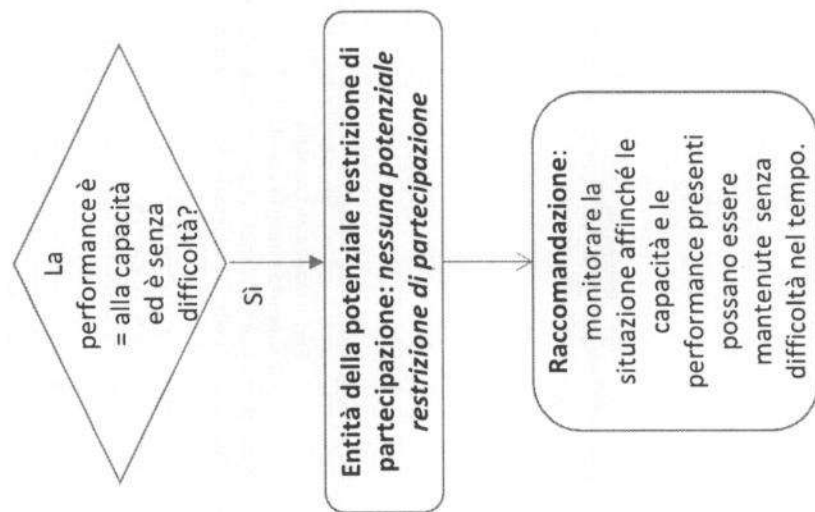 La
performance è
= alla capacità
ed è senza
difficoltà?
Sì
Entità della potenziale restrizione di
partecipazione: nessuna potenziale
restrizione di partecipazione
Raccomandazione:
monitorare la
situazione affinché le
capacità e le
performance presenti
possano essere
mantenute senza
difficoltà nel tempo.